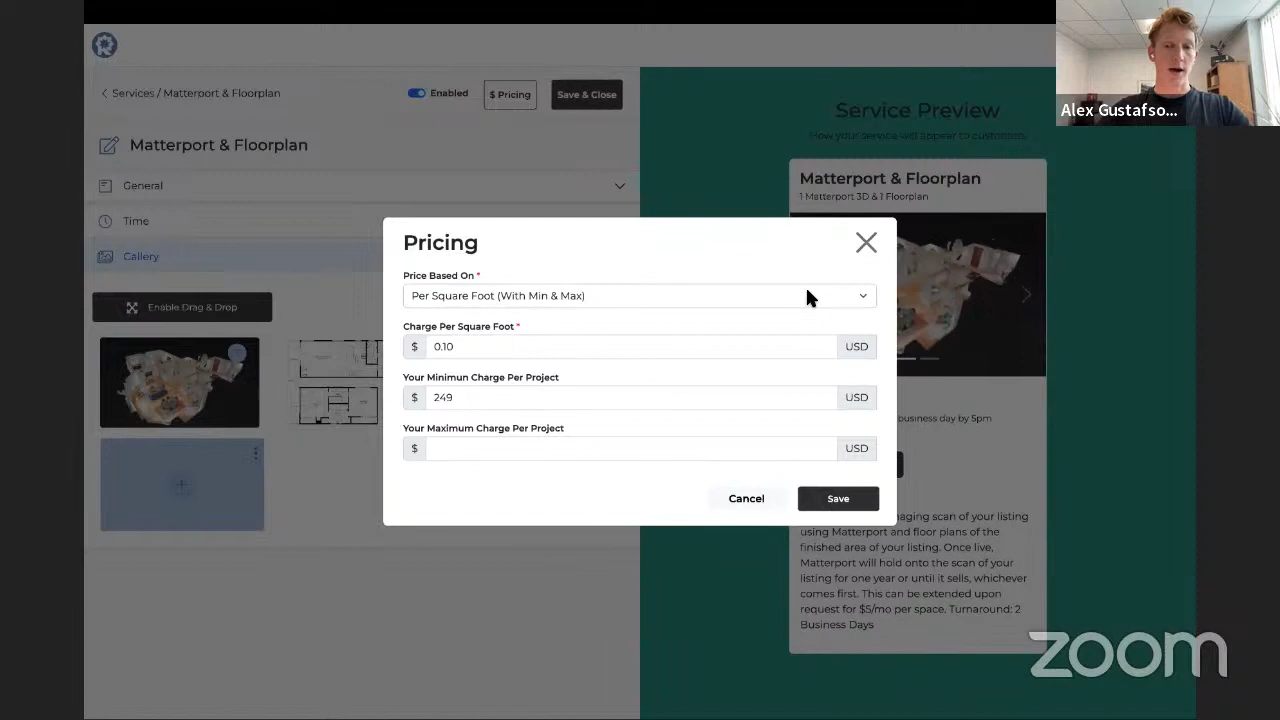 Alex Gustafso...
Services / Matterport & Floorplan
Enabled
$ Pricing
Save & Close
Service Preview
How your service will appear to customers.
Matterport & Floorplan
General
Time
Gallery
Enable Drag & Drop
Matterport & Floorplan
1 Matterport 3D & 1 Floorplan
Pricing
Price Based On *
Per Square Foot (With Min & Max)
Charge Per Square Foot *
$ 0.10 USD
Your Minimun Charge Per Project
$ 249 USD
Your Maximum Charge Per Project
$ USD
Cancel
Save
business day by 5pm
aging scan of your listing
using Matterport and floor plans of the
finished area of your listing. Once live,
Matterport will hold onto the scan of your
listing for one year or until it sells, whichever
comes first. This can be extended upon
request for $5/mo per space. Turnaround: 2
Business Days
zoom